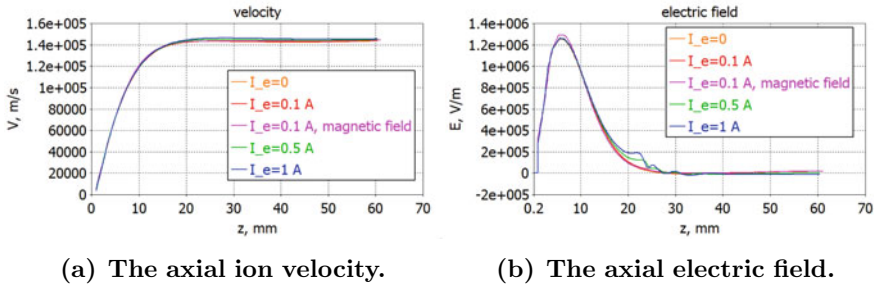 velocity
1.6e+005
1.4e+005
1.2e+005
1e+005
80000
60000
40000
20000
0
V, m/s
I_e=0
I_e=0.1 A
I_e=0.1 A, magnetic field
I_e=0.5 A
I_e=1 A
0 10 20 30 40 50 60 70
z, mm
(a) The axial ion velocity.
electric field
1.4e+006
1.2e+006
1e+006
8e+005
6e+005
4e+005
2e+005
0
-2e+005
E, V/m
I_e=0
I_e=0.1 A
I_e=0.1 A, magnetic field
I_e=0.5 A
I_e=1 A
0.2 10 20 30 40 50 60 70
z, mm
(b) The axial electric field.